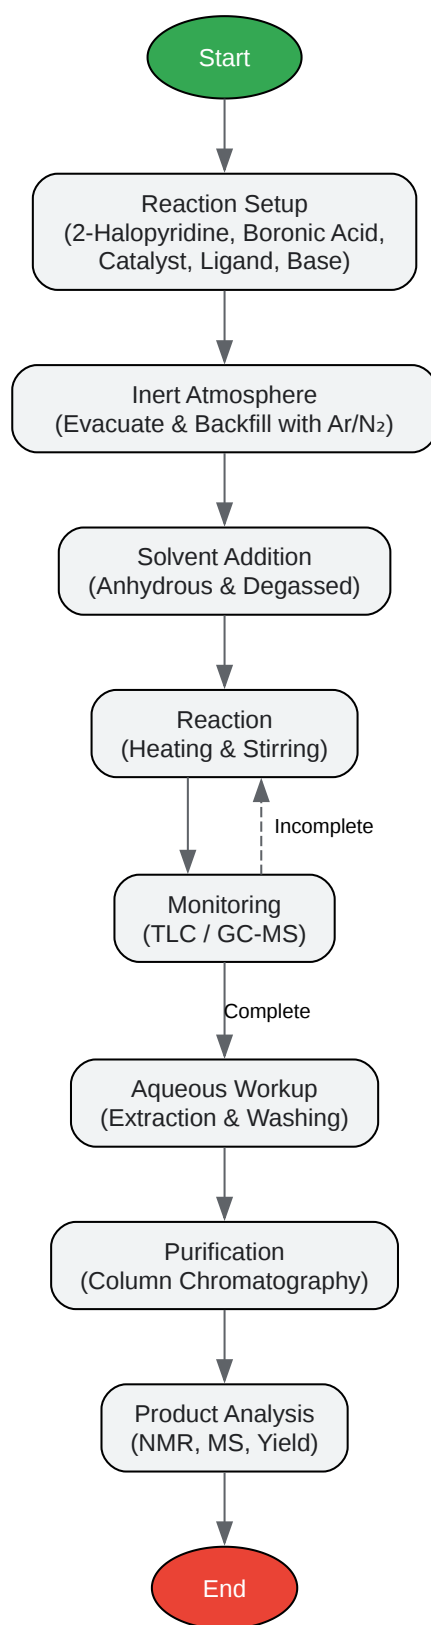 Start
Reaction Setup
(2-Halopyridine, Boronic Acid,
Catalyst, Ligand, Base)
Inert Atmosphere
(Evacuate & Backfill with Ar/N₂)
Solvent Addition
(Anhydrous & Degassed)
Reaction
(Heating & Stirring)
Incomplete
Monitoring
(TLC / GC-MS)
Complete
Aqueous Workup
(Extraction & Washing)
Purification
(Column Chromatography)
Product Analysis
(NMR, MS, Yield)
End